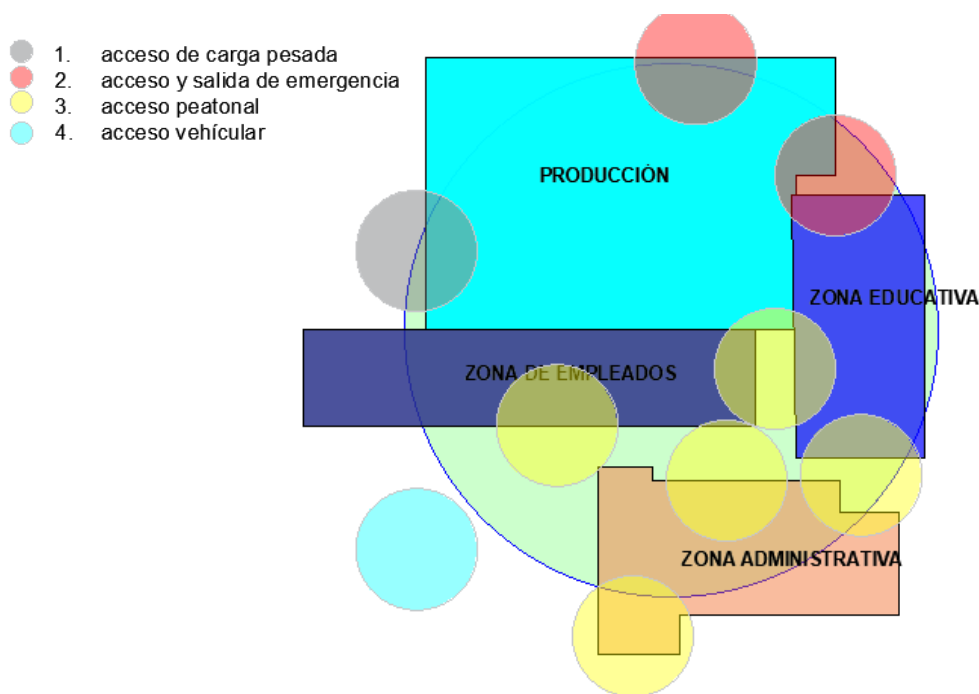 1. acceso de carga pesada
2. acceso y salida de emergencia
3. acceso peatonal
4. acceso vehícular
PRODUCCIÓN
ZONA EDUCATIVA
ZONA DE EMPLEADOS
ZONA ADMINISTRATIVA